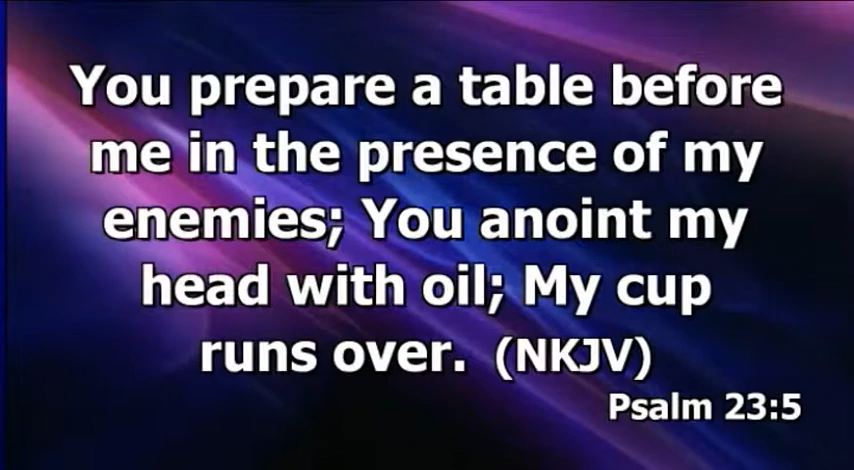 You prepare a table before
me in the presence of my
enemies; You anoint my
head with oil; My cup
runs over. (NKJV)
Psalm 23:5